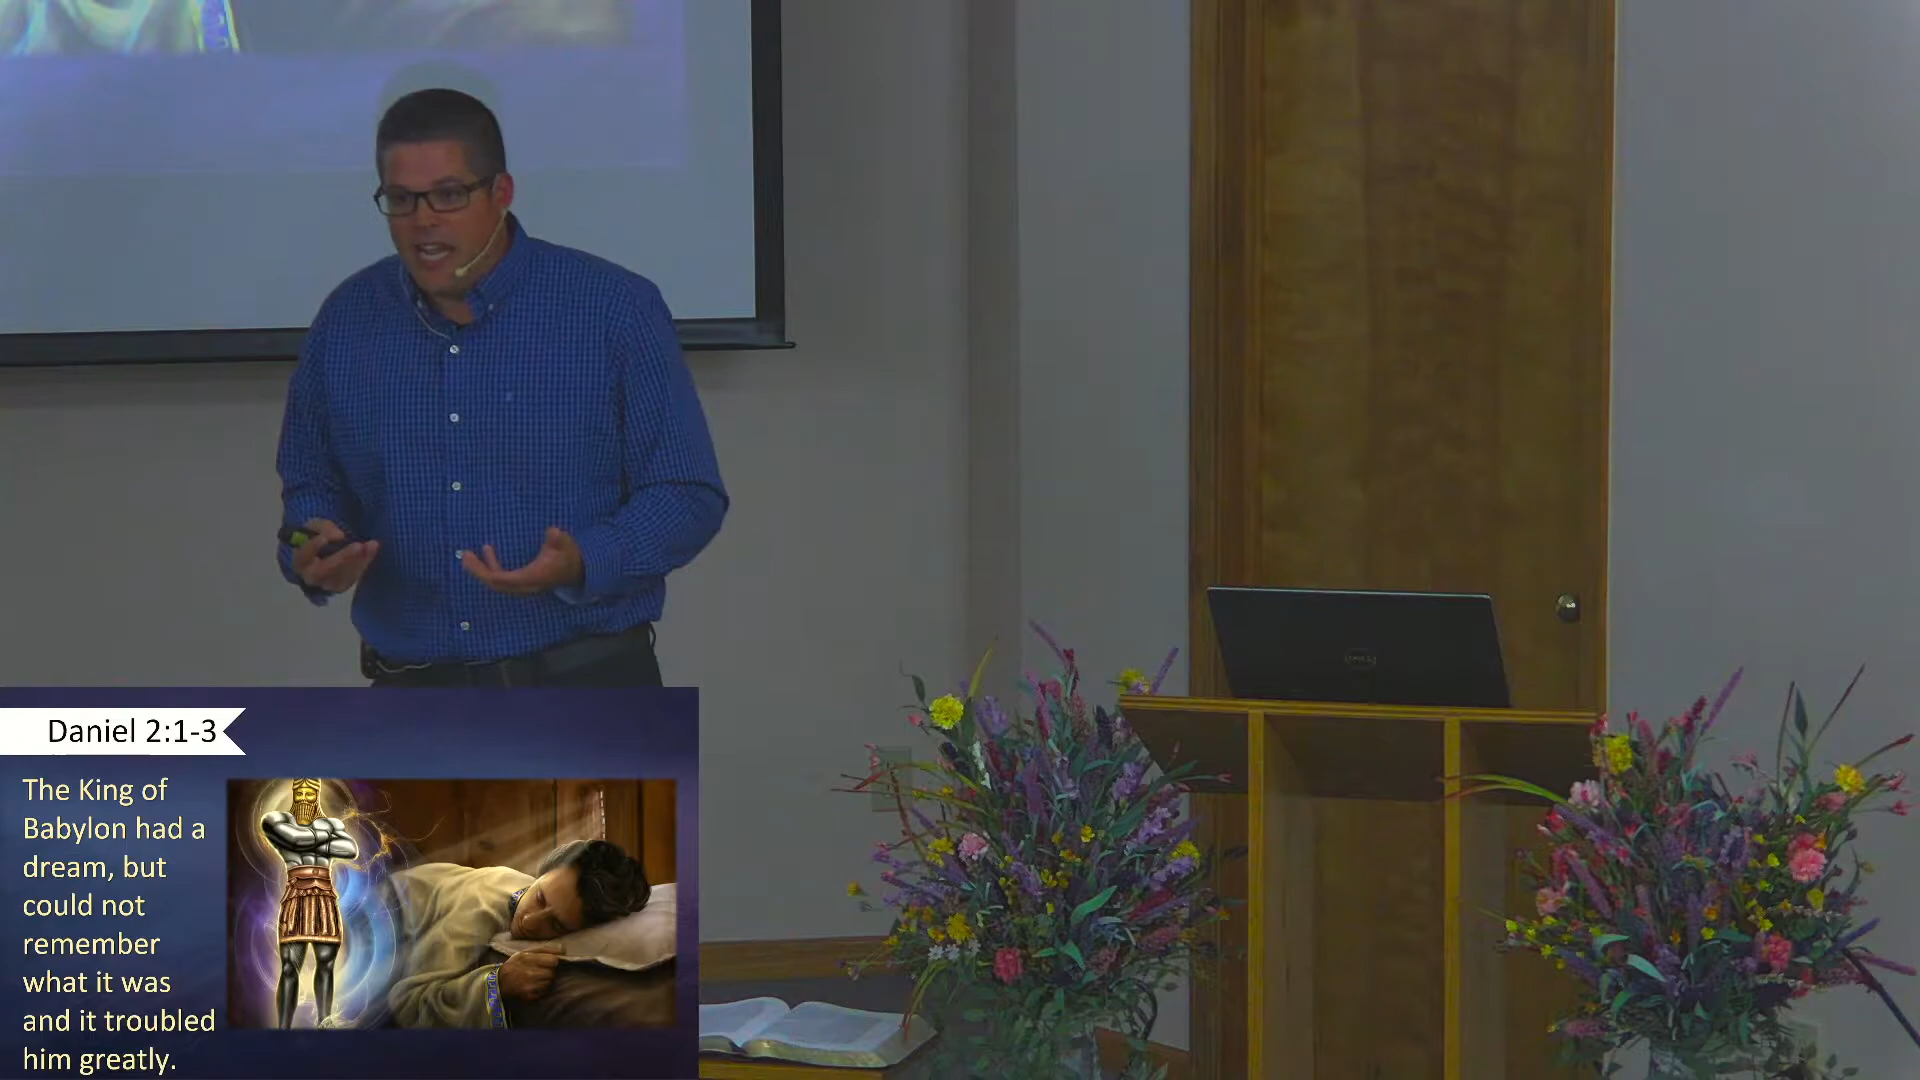 Daniel 2:1-3
The King of
Babylon had a
dream, but
could not
remember
what it was
and it troubled
him greatly.
DELL